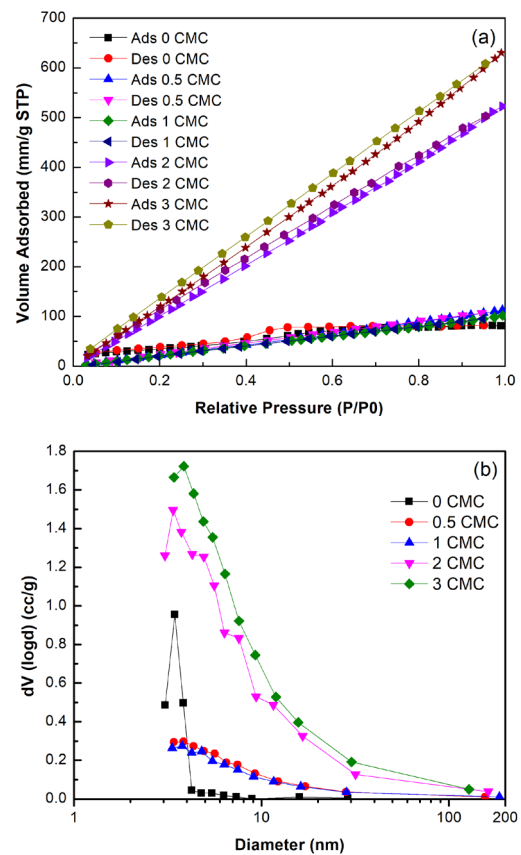 700
(a)
Ads 0 CMC
600
Des 0 CMC
Ads 0.5 CMC
500
Des 0.5 CMC
Ads 1 CMC
400
Des 1 CMC
Ads 2 CMC
Des 2 CMC
300
Ads 3 CMC
Des 3 CMC
200
100
0
Volume Adsorbed (mm/g STP)
0.0 0.2 0.4 0.6 0.8 1.0
Relative Pressure (P/P0)
1.8
(b)
1.6
0 CMC
0.5 CMC
1.4
1 CMC
1.2
2 CMC
3 CMC
1.0
0.8
0.6
0.4
0.2
0.0
dV (logd) (cc/g)
1 10 100 200
Diameter (nm)